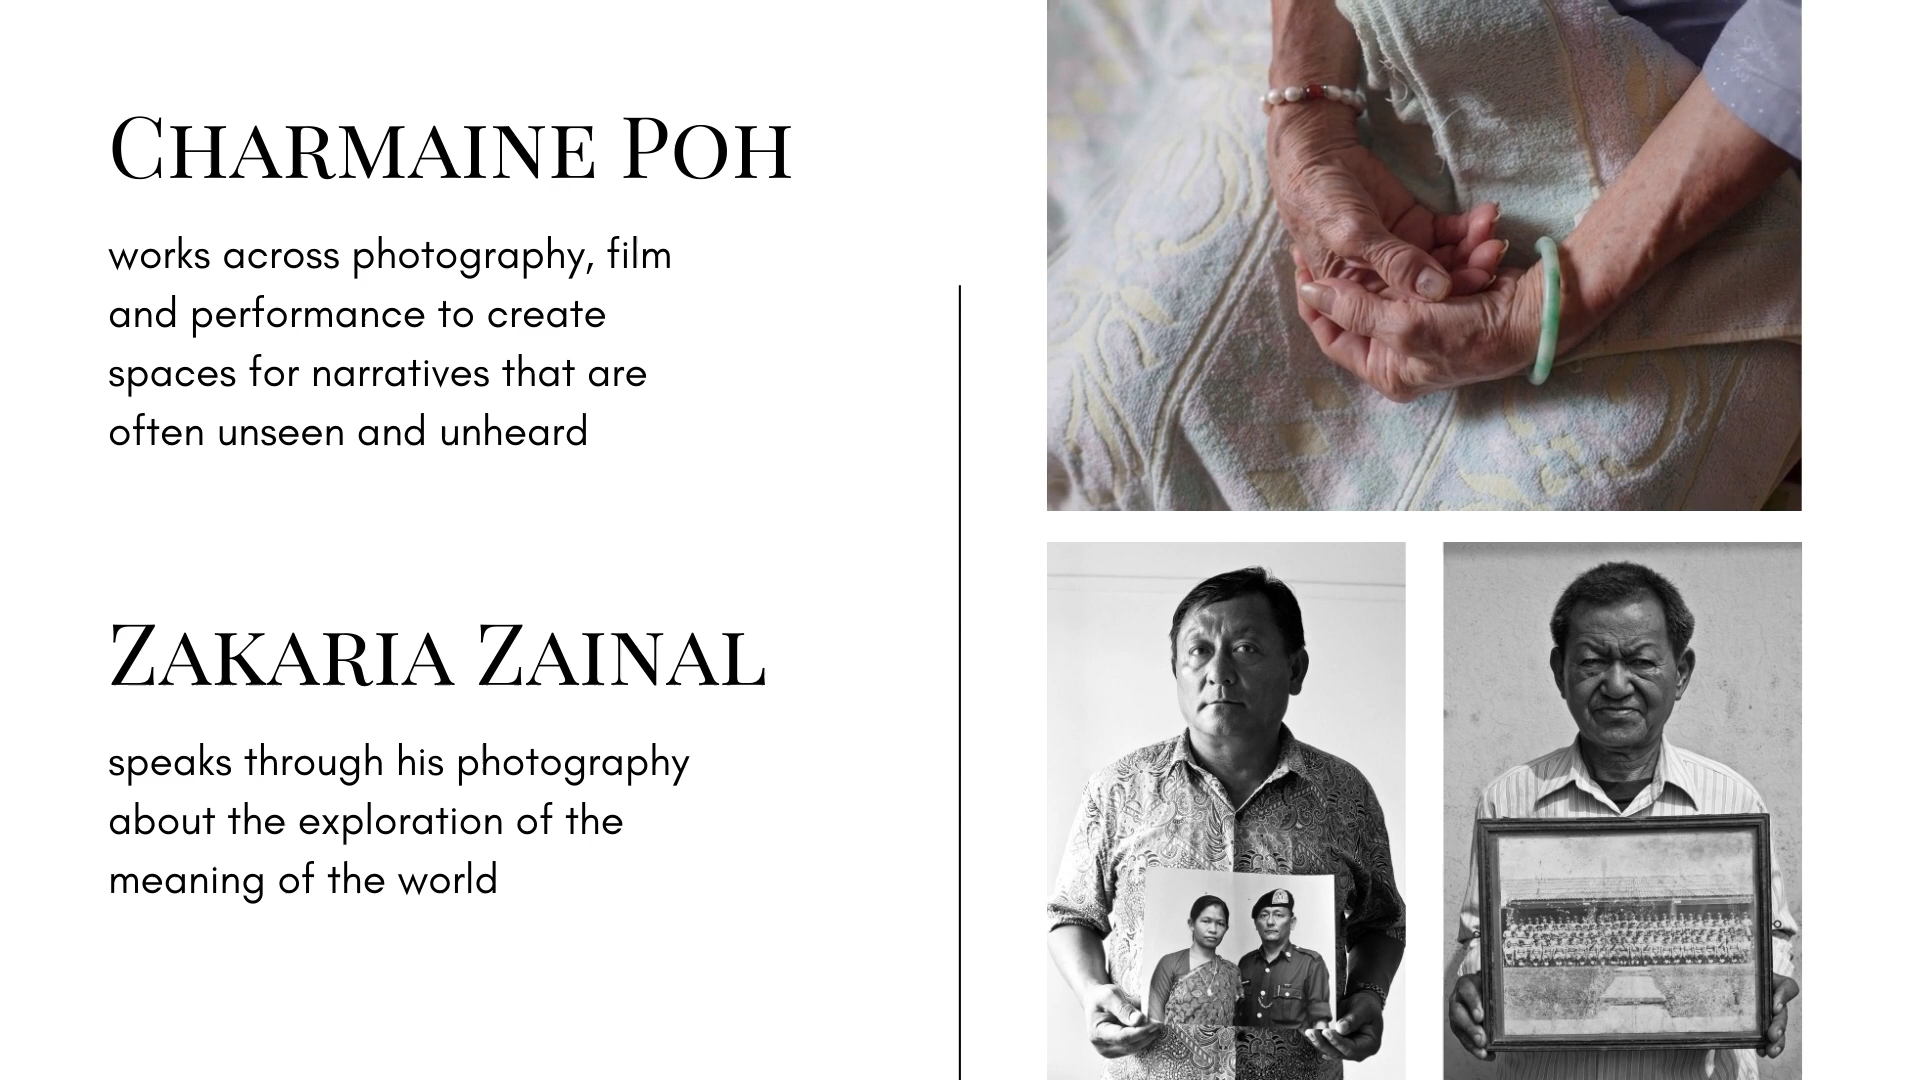 Charmaine Poh
works across photography, film
and performance to create
spaces for narratives that are
often unseen and unheard
Zakaria Zainal
speaks through his photography
about the exploration of the
meaning of the world